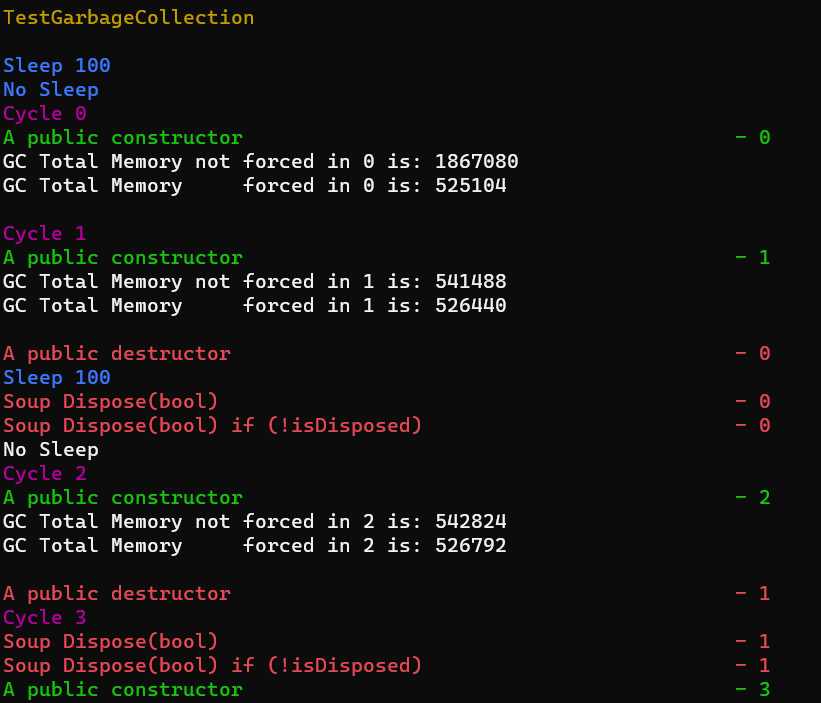 TestGarbageCollection
Sleep 100
No Sleep
Cycle 0
A public constructor - 0
GC Total Memory not forced in 0 is: 1867080
GC Total Memory     forced in 0 is: 525104
Cycle 1
A public constructor - 1
GC Total Memory not forced in 1 is: 541488
GC Total Memory     forced in 1 is: 526440
A public destructor - 0
Sleep 100
Soup Dispose(bool) - 0
Soup Dispose(bool) if (!isDisposed) - 0
No Sleep
Cycle 2
A public constructor - 2
GC Total Memory not forced in 2 is: 542824
GC Total Memory     forced in 2 is: 526792
A public destructor - 1
Cycle 3
Soup Dispose(bool) - 1
Soup Dispose(bool) if (!isDisposed) - 1
A public constructor - 3